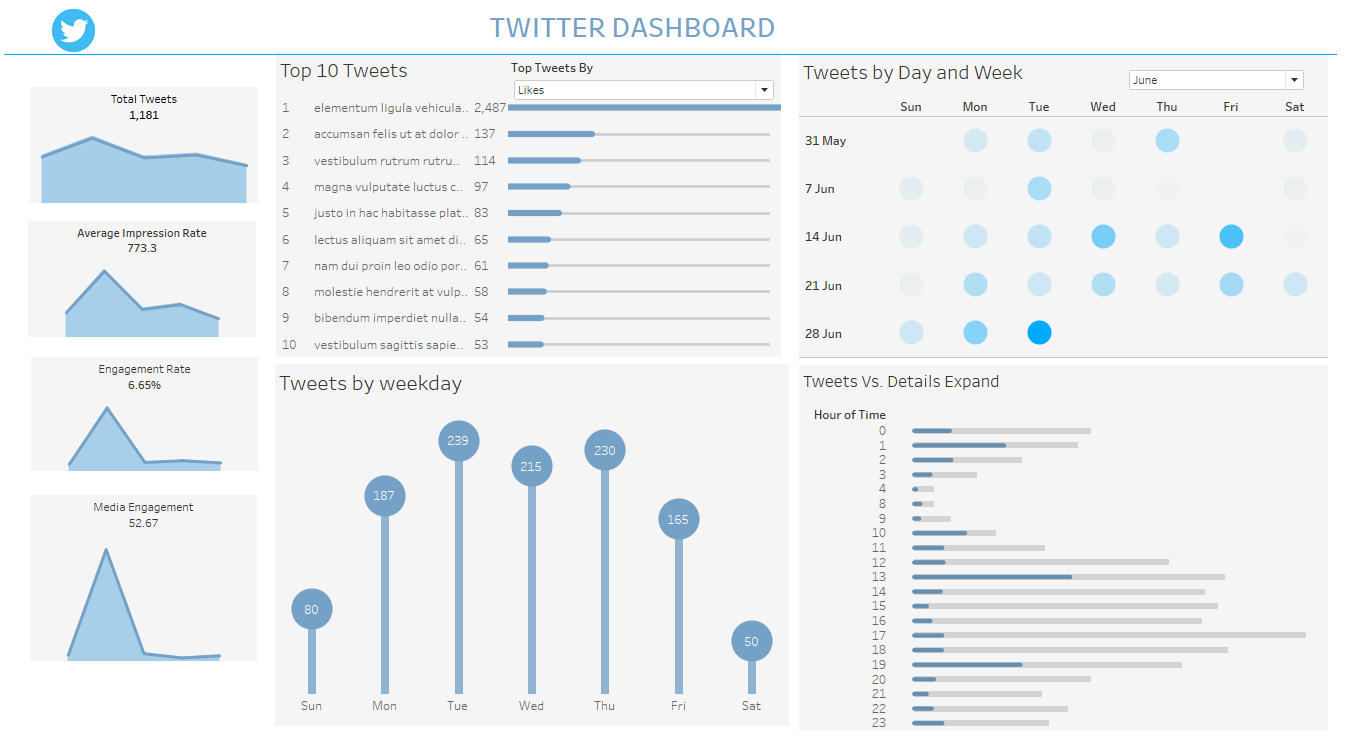 TWITTER DASHBOARD
Total Tweets
1,181
Average Impression Rate
773.3
Engagement Rate
6.65%
Media Engagement
52.67
Top 10 Tweets
Top Tweets By
Likes
1 elementum ligula vehicula.. 2,487
2 accumsan felis ut at dolor .. 137
3 vestibulum rutrum rutru.. 114
4 magna vulputate luctus c.. 97
5 justo in hac habitasse plat.. 83
6 lectus aliquam sit amet di.. 65
7 nam dui proin leo odio por.. 61
8 molestie hendrerit at vulp.. 58
9 bibendum imperdiet nulla.. 54
10 vestibulum sagittis sapie.. 53
Tweets by Day and Week
June
Sun Mon Tue Wed Thu Fri Sat
31 May
7 Jun
14 Jun
21 Jun
28 Jun
Tweets by weekday
80 187 239 215 230 165 50
Sun Mon Tue Wed Thu Fri Sat
Tweets Vs. Details Expand
Hour of Time
0
1
2
3
4
8
9
10
11
12
13
14
15
16
17
18
19
20
21
22
23